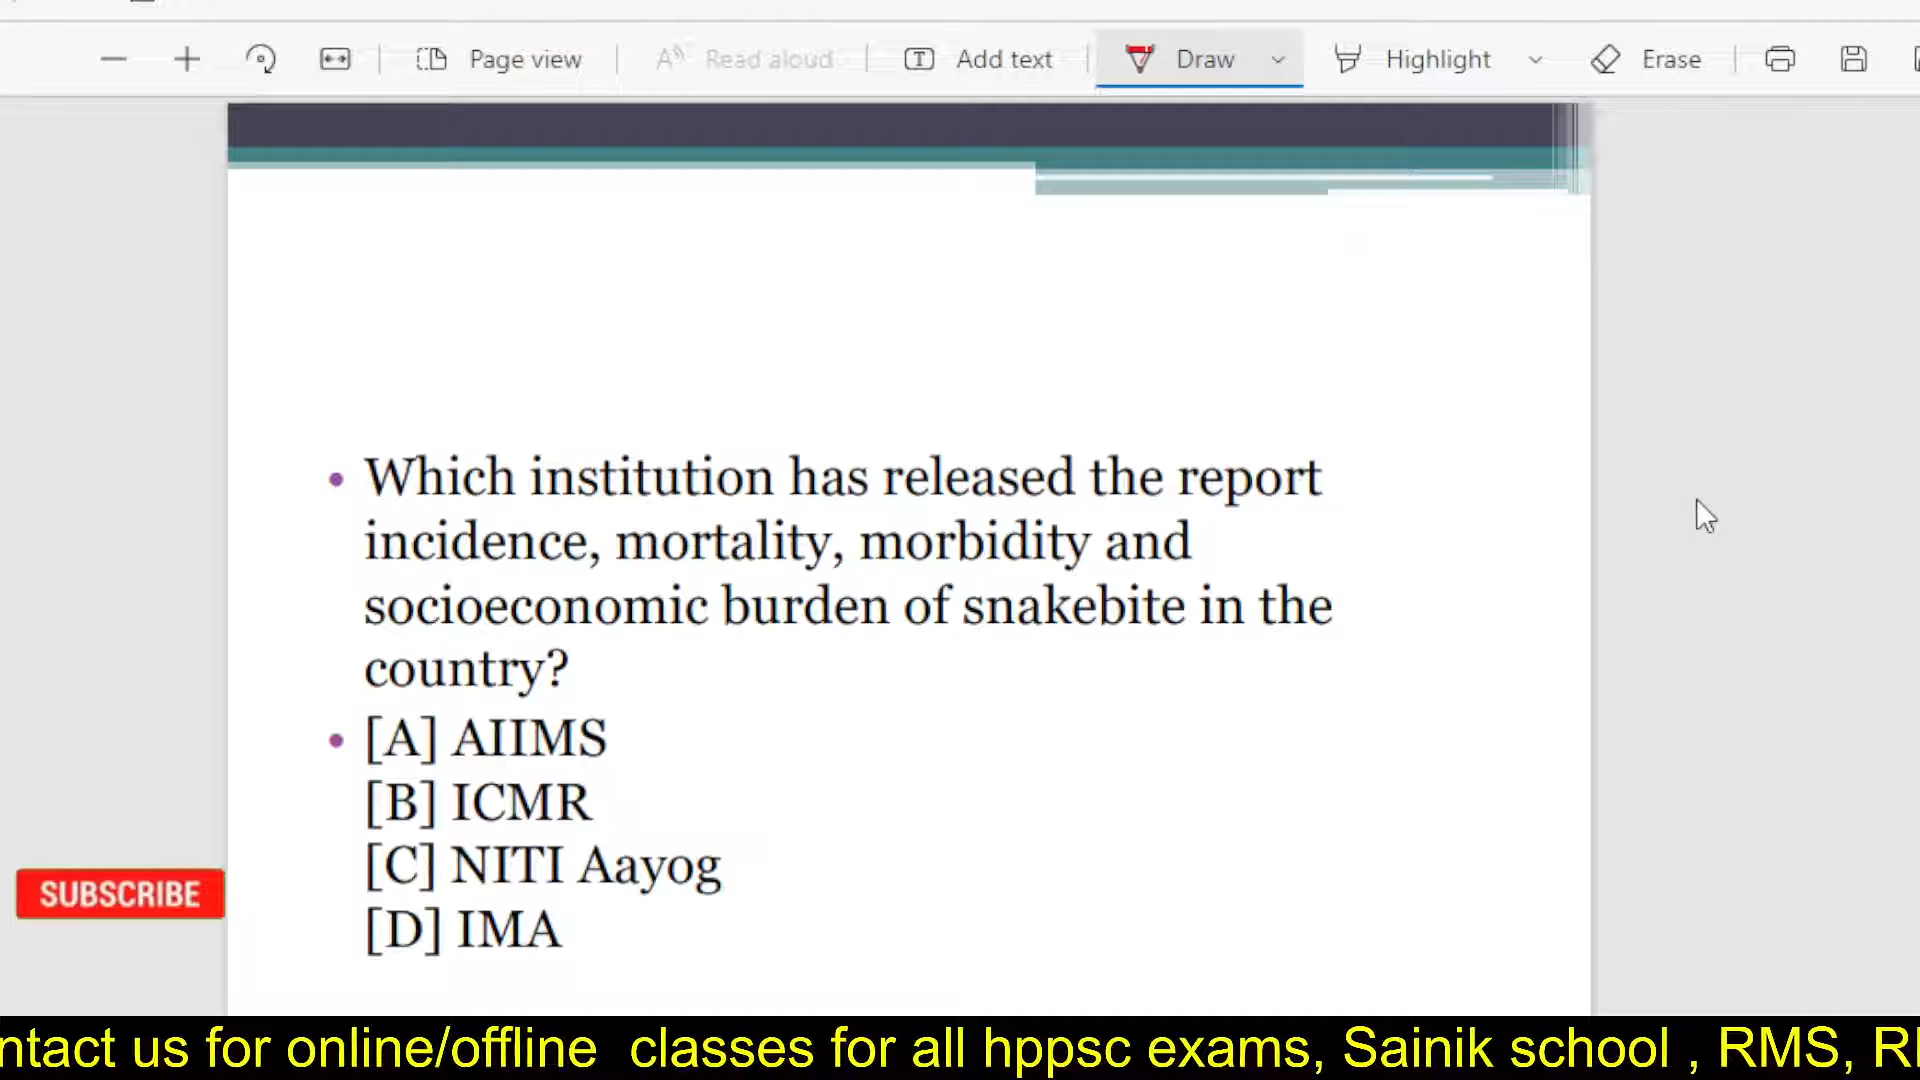 Page view
Read aloud
Add text
Draw
Highlight
Erase
Which institution has released the report
incidence, mortality, morbidity and
socioeconomic burden of snakebite in the
country?
[A] AIIMS
[B] ICMR
[C] NITI Aayog
[D] IMA
SUBSCRIBE
us for online/offline classes for all hppsc exams, Sainik school , RMS,